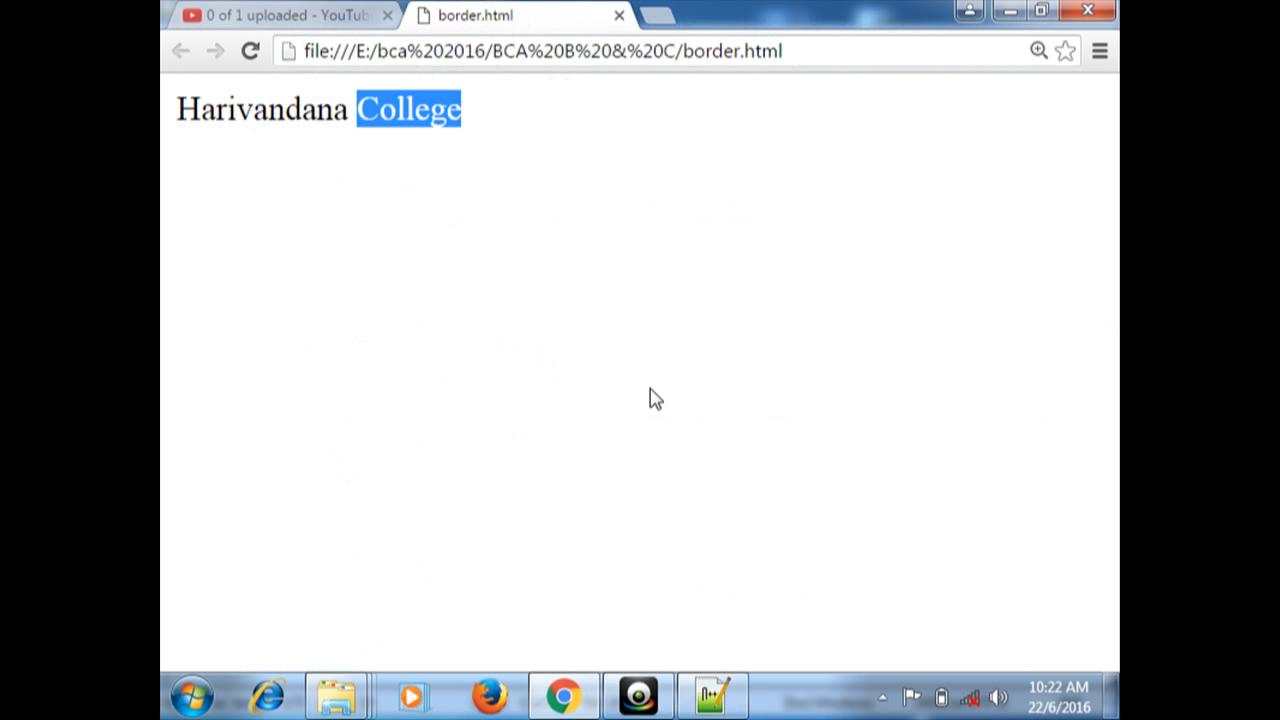 0 of 1 uploaded - YouTub
border.html
file:///E:/bca%202016/BCA%20B%20&%20C/border.html
Harivandana College
10:22 AM
22/6/2016